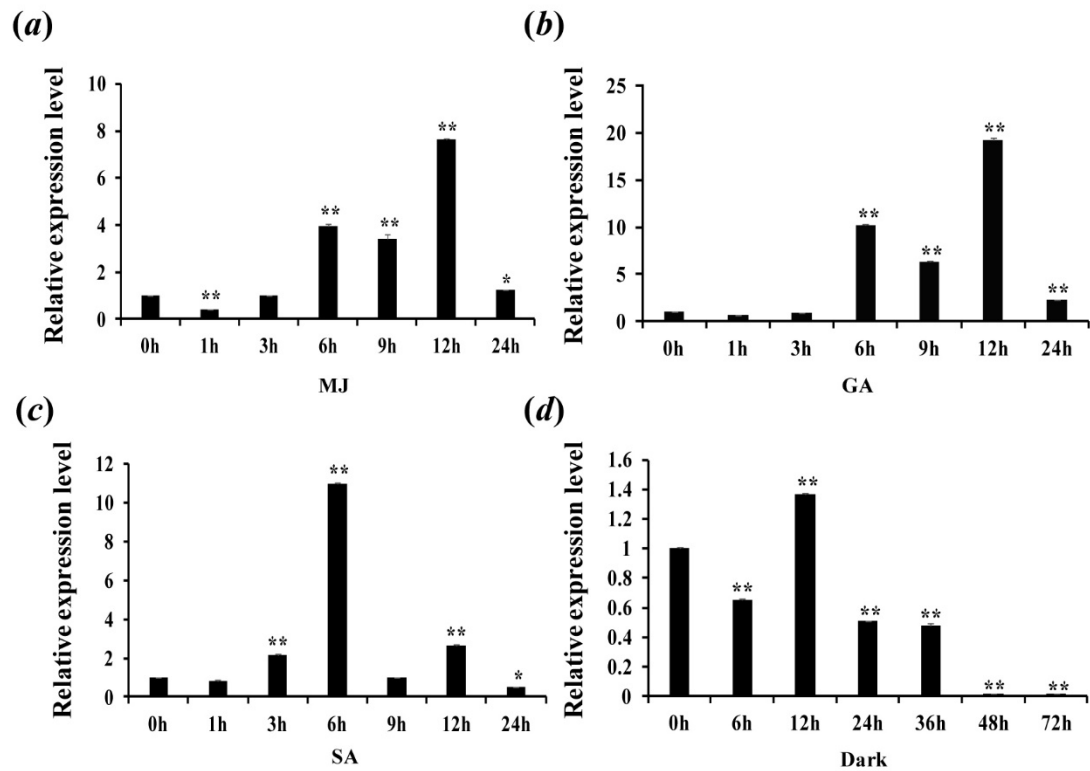 (a)
Relative expression level
10
8
6
4
2
0
** ** ** ** *
0h 1h 3h 6h 9h 12h 24h
MJ
(b)
Relative expression level
25
20
15
10
5
0
** ** ** **
0h 1h 3h 6h 9h 12h 24h
GA
(c)
Relative expression level
12
10
8
6
4
2
0
** ** ** *
0h 1h 3h 6h 9h 12h 24h
SA
(d)
Relative expression level
1.6
1.4
1.2
1
0.8
0.6
0.4
0.2
0
** ** ** ** ** **
0h 6h 12h 24h 36h 48h 72h
Dark